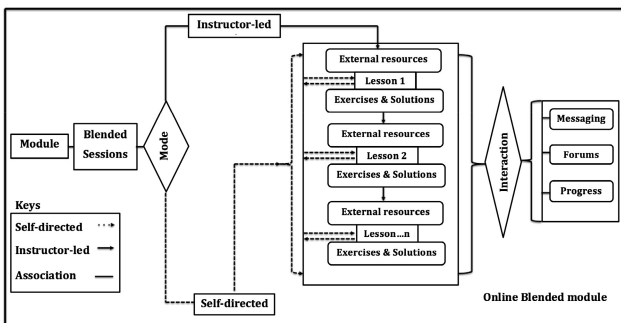 Instructor-led
External resources
Lesson 1
Exercises & Solutions
External resources
Lesson 2
Exercises & Solutions
External resources
Lesson...n
Exercises & Solutions
Module
Blended
Sessions
Mode
Interaction
Messaging
Forums
Progress
Keys
Self-directed
Instructor-led
Association
Self-directed
Online Blended module